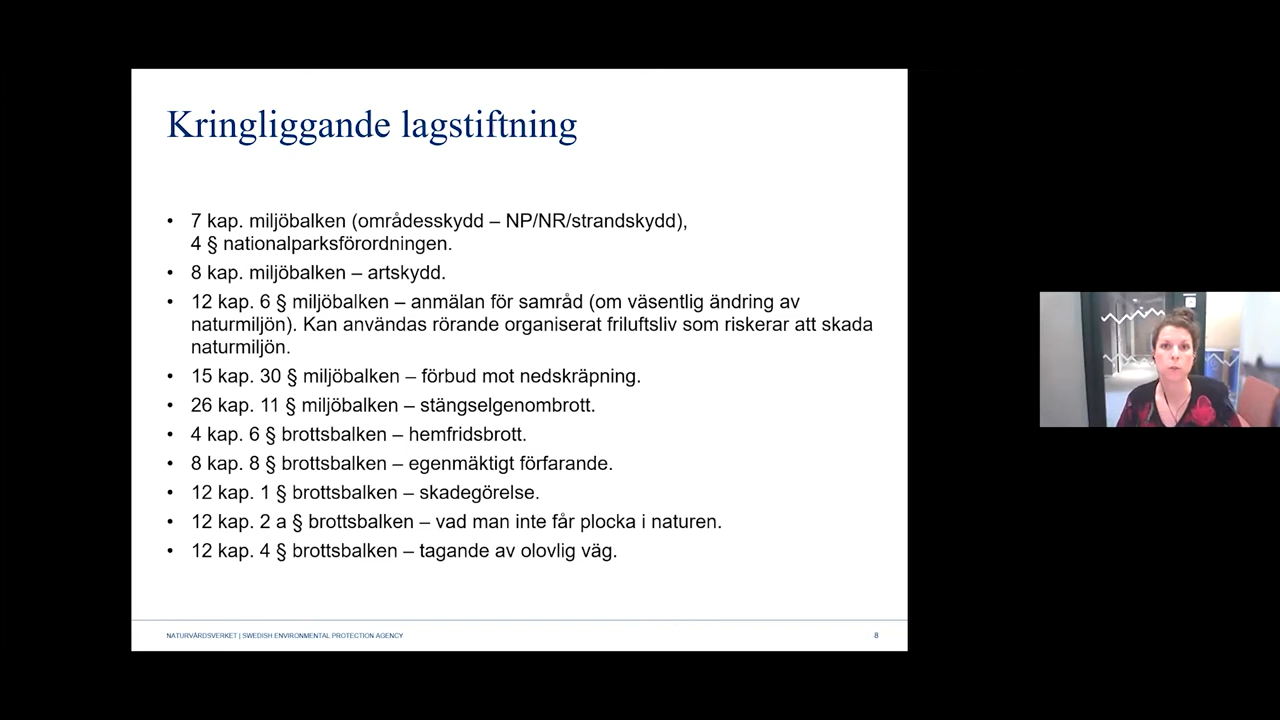 Kringliggande lagstiftning
• 7 kap. miljöbalken (områdesskydd – NP/NR/strandskydd),
4 § nationalparksförordningen.
• 8 kap. miljöbalken – artskydd.
• 12 kap. 6 § miljöbalken – anmälan för samråd (om väsentlig ändring av
naturmiljön). Kan användas rörande organiserat friluftsliv som riskerar att skada
naturmiljön.
• 15 kap. 30 § miljöbalken – förbud mot nedskräpning.
• 26 kap. 11 § miljöbalken – stängselgenombrott.
• 4 kap. 6 § brottsbalken – hemfridsbrott.
• 8 kap. 8 § brottsbalken – egenmäktigt förfarande.
• 12 kap. 1 § brottsbalken – skadegörelse.
• 12 kap. 2 a § brottsbalken – vad man inte får plocka i naturen.
• 12 kap. 4 § brottsbalken – tagande av olovlig väg.
NATURVÅRDSVERKET | SWEDISH ENVIRONMENTAL PROTECTION AGENCY
8